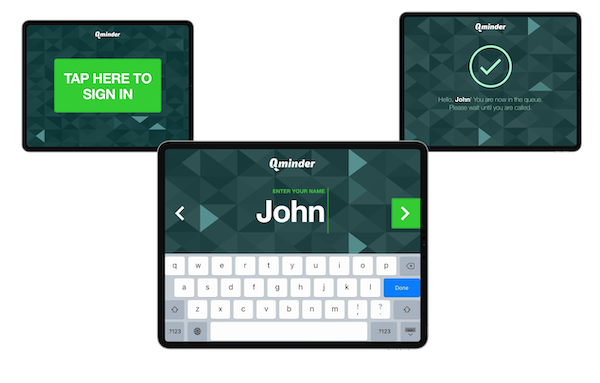 Qminder
TAP HERE TO
SIGN IN
Qminder
Hello, John! You are now in the queue.
Please wait until you are called.
Qminder
ENTER YOUR NAME
John
q w e r t y u i o p
a s d f g h j k l Done
z x c v b n m ! , ? .
.?123 .?123